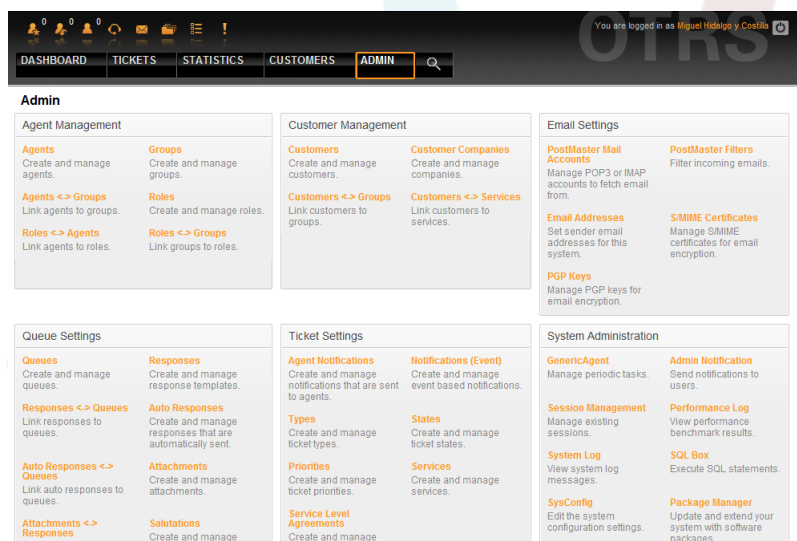 0 0 0
You are logged in as Miguel Hidalgo y Costilla
OTRS
DASHBOARD TICKETS STATISTICS CUSTOMERS ADMIN
Admin
Agent Management
Agents
Create and manage
agents.
Groups
Create and manage
groups.
Agents <-> Groups
Link agents to groups.
Roles
Create and manage roles.
Roles <-> Agents
Link agents to roles.
Roles <-> Groups
Link groups to roles.
Customer Management
Customers
Create and manage
customers.
Customer Companies
Create and manage
companies.
Customers <-> Groups
Link customers to
groups.
Customers <-> Services
Link customers to
services.
Email Settings
PostMaster Mail
Accounts
Manage POP3 or IMAP
accounts to fetch email
from.
PostMaster Filters
Filter incoming emails.
Email Addresses
Set sender email
addresses for this
system.
S/MIME Certificates
Manage S/MIME
certificates for email
encryption.
PGP Keys
Manage PGP keys for
email encryption.
Queue Settings
Queues
Create and manage
queues.
Responses
Create and manage
response templates.
Responses <-> Queues
Link responses to
queues.
Auto Responses
Create and manage
responses that are
automatically sent.
Auto Responses <->
Queues
Link auto responses to
queues.
Attachments
Create and manage
attachments.
Attachments <->
Responses
Salutations
Create and manage
Ticket Settings
Agent Notifications
Create and manage
notifications that are sent
to agents.
Notifications (Event)
Create and manage
event based notifications.
Types
Create and manage
ticket types.
States
Create and manage
ticket states.
Priorities
Create and manage
ticket priorities.
Services
Create and manage
services.
Service Level
Agreements
Create and manage
System Administration
GenericAgent
Manage periodic tasks.
Admin Notification
Send notifications to
users.
Session Management
Manage existing
sessions.
Performance Log
View performance
benchmark results.
System Log
View system log
messages.
SQL Box
Execute SQL statements.
SysConfig
Edit the system
configuration settings.
Package Manager
Update and extend your
system with software
packages.